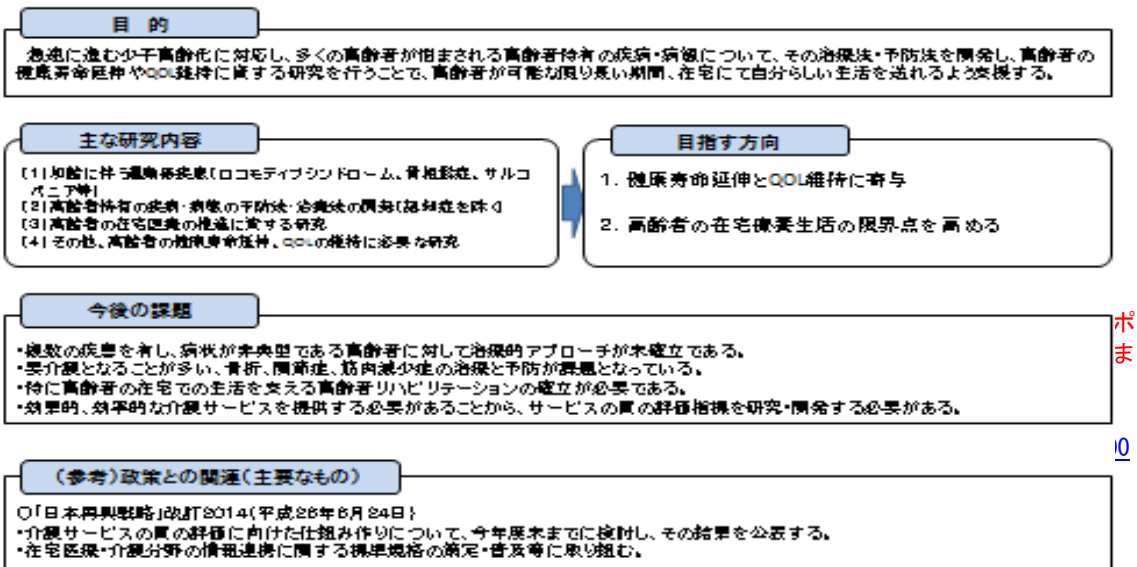 目 的
急速に進む少子高齢化に対応し、多くの高齢者が悩まされる高齢者特有の疾病・病態について、その治療法・予防法を開発し、高齢者の
健康寿命延伸やQOL維持に資する研究を行うことで、高齢者が可能な限り長い期間、在宅にて自分らしい生活を送れるよう支援する。
主な研究内容
目指す方向
(1)加齢に伴う運動器疾患(ロコモティブシンドローム、骨粗鬆症、サルコ
ペニア等)
(2)高齢者特有の疾病・病態の予防法・治療法の開発(認知症を除く)
(3)高齢者の在宅医療の推進に資する研究
(4)その他、高齢者の健康寿命延伸、QOLの維持に必要な研究
1. 健康寿命延伸とQOL維持に寄与
2. 高齢者の在宅療養生活の限界点を高める
今後の課題
・複数の疾患を有し、病状が非典型である高齢者に対して治療的アプローチが未確立である。
・要介護となることが多い、骨折、関節症、筋肉減少症の治療と予防が課題となっている。
・特に高齢者の在宅での生活を支える高齢者リハビリテーションの確立が必要である。
・効果的、効率的な介護サービスを提供する必要があることから、サービスの質の評価指標を研究・開発する必要がある。
ポ
ま
00
(参考)政策との関連(主要なもの)
○「日本再興戦略」改訂2014(平成26年6月24日)
・介護サービスの質の評価に向けた仕組み作りについて、今年度末までに検討し、その結果を公表する。
・在宅医療・介護分野の情報連携に関する標準規格の策定・普及等に取り組む。